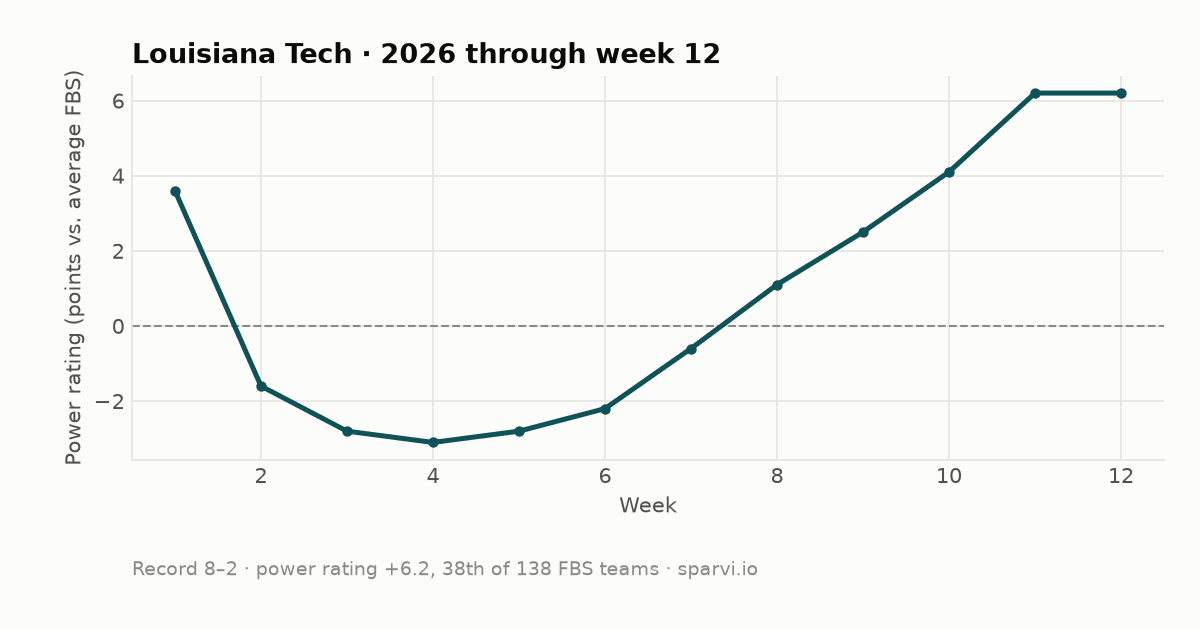 Louisiana Tech · 2026 through week 12
Power rating (points vs. average FBS)
6
4
2
0
−2
2 4 6 8 10 12
Week
Record 8–2 · power rating +6.2, 38th of 138 FBS teams · sparvi.io